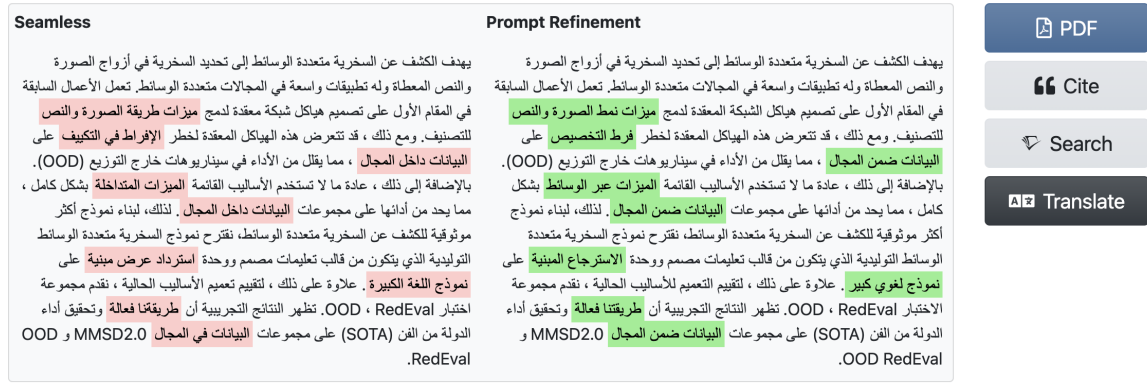 Seamless
يهدف الكشف عن السخرية متعددة الوسائط إلى تحديد السخرية في أزواج الصورة
والنص المعطاة وله تطبيقات واسعة في المجالات متعددة الوسائط. تعمل الأعمال السابقة
في المقام الأول على تصميم هياكل شبكة معقدة لدمج ميزات طريقة الصورة والنص
للتصنيف. ومع ذلك ، قد تتعرض هذه الهياكل المعقدة لخطر الإفراط في التكييف على
البيانات داخل المجال ، مما يقلل من الأداء في سيناريوهات خارج التوزيع (OOD).
بالإضافة إلى ذلك ، عادة ما لا تستخدم الأساليب القائمة الميزات المتداخلة بشكل كامل ،
مما يحد من أدائها على مجموعات البيانات داخل المجال . لذلك، لبناء نموذج أكثر
موثوقية للكشف عن السخرية متعددة الوسائط، نقترح نموذج السخرية متعددة الوسائط
التوليدية الذي يتكون من قالب تعليمات مصمم ووحدة استرداد عرض مبنية على
نموذج اللغة الكبيرة . علاوة على ذلك ، لتقييم التعميم للأساليب الحالية ، نقدم مجموعة
اختبار OOD ، RedEval. تظهر النتائج التجريبية أن طريقتنا فعالة وتحقيق أداء
الدولة من الفن (SOTA) على مجموعات البيانات في المجال MMSD2.0 و OOD
RedEval.
Prompt Refinement
يهدف الكشف عن السخرية متعددة الوسائط إلى تحديد السخرية في أزواج الصورة
والنص المعطاة وله تطبيقات واسعة في المجالات متعددة الوسائط. تعمل الأعمال السابقة
في المقام الأول على تصميم هياكل الشبكة المعقدة لدمج ميزات نمط الصورة والنص
للتصنيف. ومع ذلك ، قد تتعرض هذه الهياكل المعقدة لخطر فرط التخصيص على
البيانات ضمن المجال ، مما يقلل من الأداء في سيناريوهات خارج التوزيع (OOD).
بالإضافة إلى ذلك ، عادة ما لا تستخدم الأساليب القائمة الميزات عبر الوسائط بشكل
كامل ، مما يحد من أدائها على مجموعات البيانات ضمن المجال . لذلك، لبناء نموذج
أكثر موثوقية للكشف عن السخرية متعددة الوسائط، نقترح نموذج السخرية متعددة
الوسائط التوليدية الذي يتكون من قالب تعليمات مصمم ووحدة الاسترجاع المبنية على
نموذج لغوي كبير . علاوة على ذلك ، لتقييم التعميم للأساليب الحالية ، نقدم مجموعة
الاختبار OOD ، RedEval. تظهر النتائج التجريبية أن طريقتنا فعالة وتحقيق أداء
الدولة من الفن (SOTA) على مجموعات البيانات ضمن المجال MMSD2.0 و
OOD RedEval.
PDF
Cite
Search
Translate